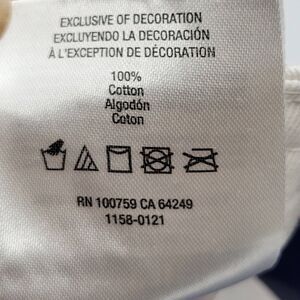 EXCLUSIVE OF DECORATION
EXCLUYENDO LA DECORACIÓN
À L'EXCEPTION DE DÉCORATION
100%
Cotton
Algodón
Coton
RN 100759 CA 64249
1158-0121